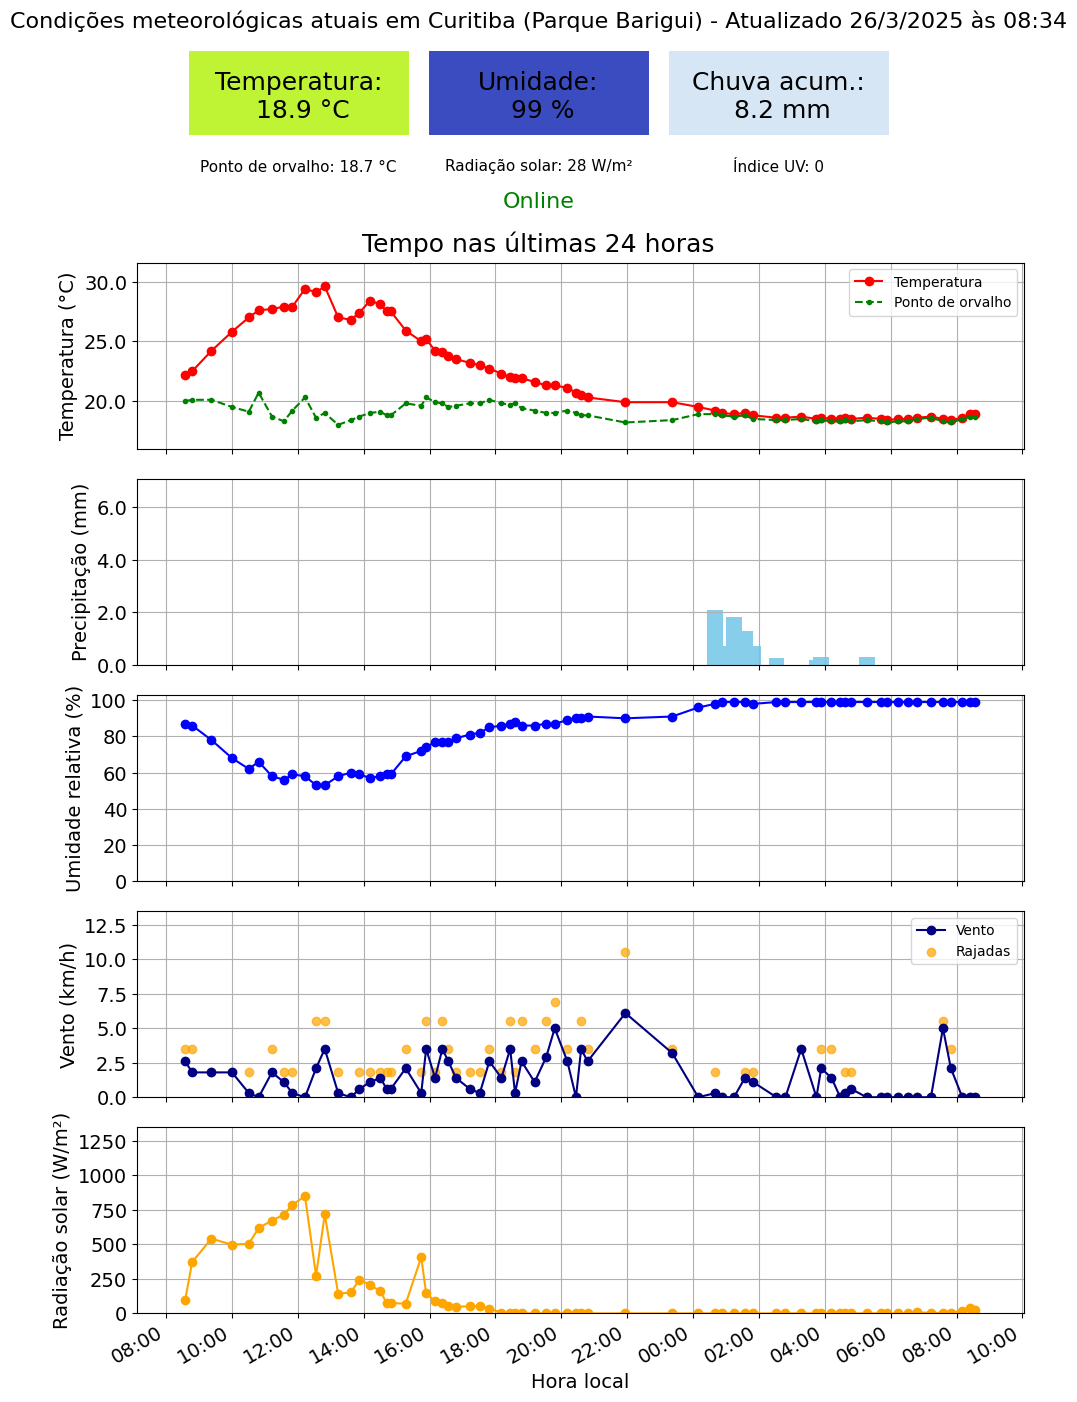 Condições meteorológicas atuais em Curitiba (Parque Barigui) - Atualizado 26/3/2025 às 08:34
Temperatura:
18.9 °C
Umidade:
99 %
Chuva acum.:
8.2 mm
Ponto de orvalho: 18.7 °C
Radiação solar: 28 W/m²
Índice UV: 0
Online
Tempo nas últimas 24 horas
Temperatura (°C)
30.0
25.0
20.0
Temperatura
Ponto de orvalho
Precipitação (mm)
6.0
4.0
2.0
0.0
Umidade relativa (%)
100
80
60
40
20
0
Vento (km/h)
12.5
10.0
7.5
5.0
2.5
0.0
Vento
Rajadas
Radiação solar (W/m²)
1250
1000
750
500
250
0
08:00
10:00
12:00
14:00
16:00
18:00
20:00
22:00
00:00
02:00
04:00
06:00
08:00
10:00
Hora local